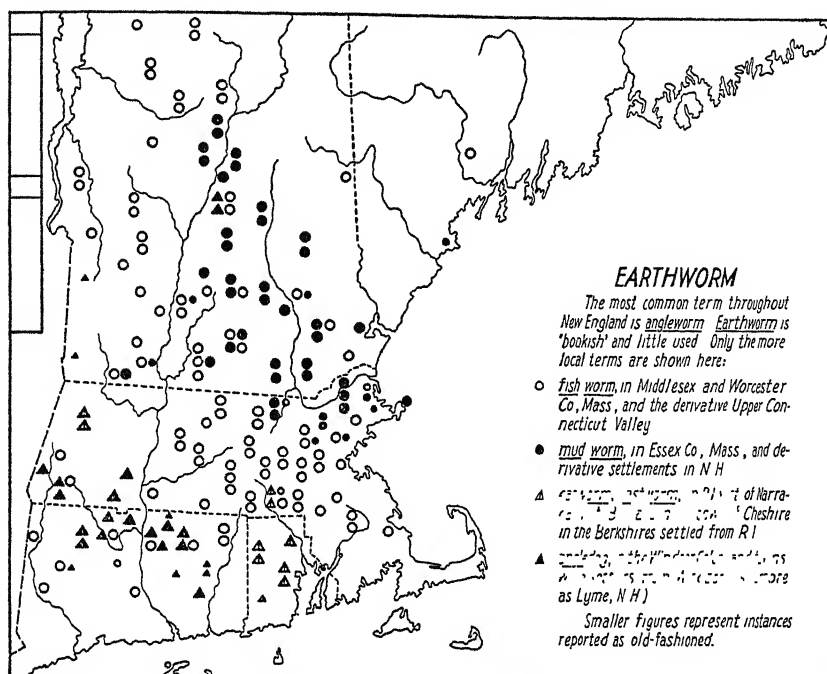 EARTHWORM
The most common term throughout
New England is angleworm Earthworm is
'bookish' and little used Only the more
local terms are shown here:
fish worm, in Middlesex and Worcester
Co, Mass, and the derivative Upper Con-
necticut Valley
mud worm, in Essex Co, Mass, and de-
rivative settlements in N H
of Narra-
Cheshire
in the Berkshires settled from R I
as Lyme, N H)
Smaller figures represent instances
reported as old-fashioned.